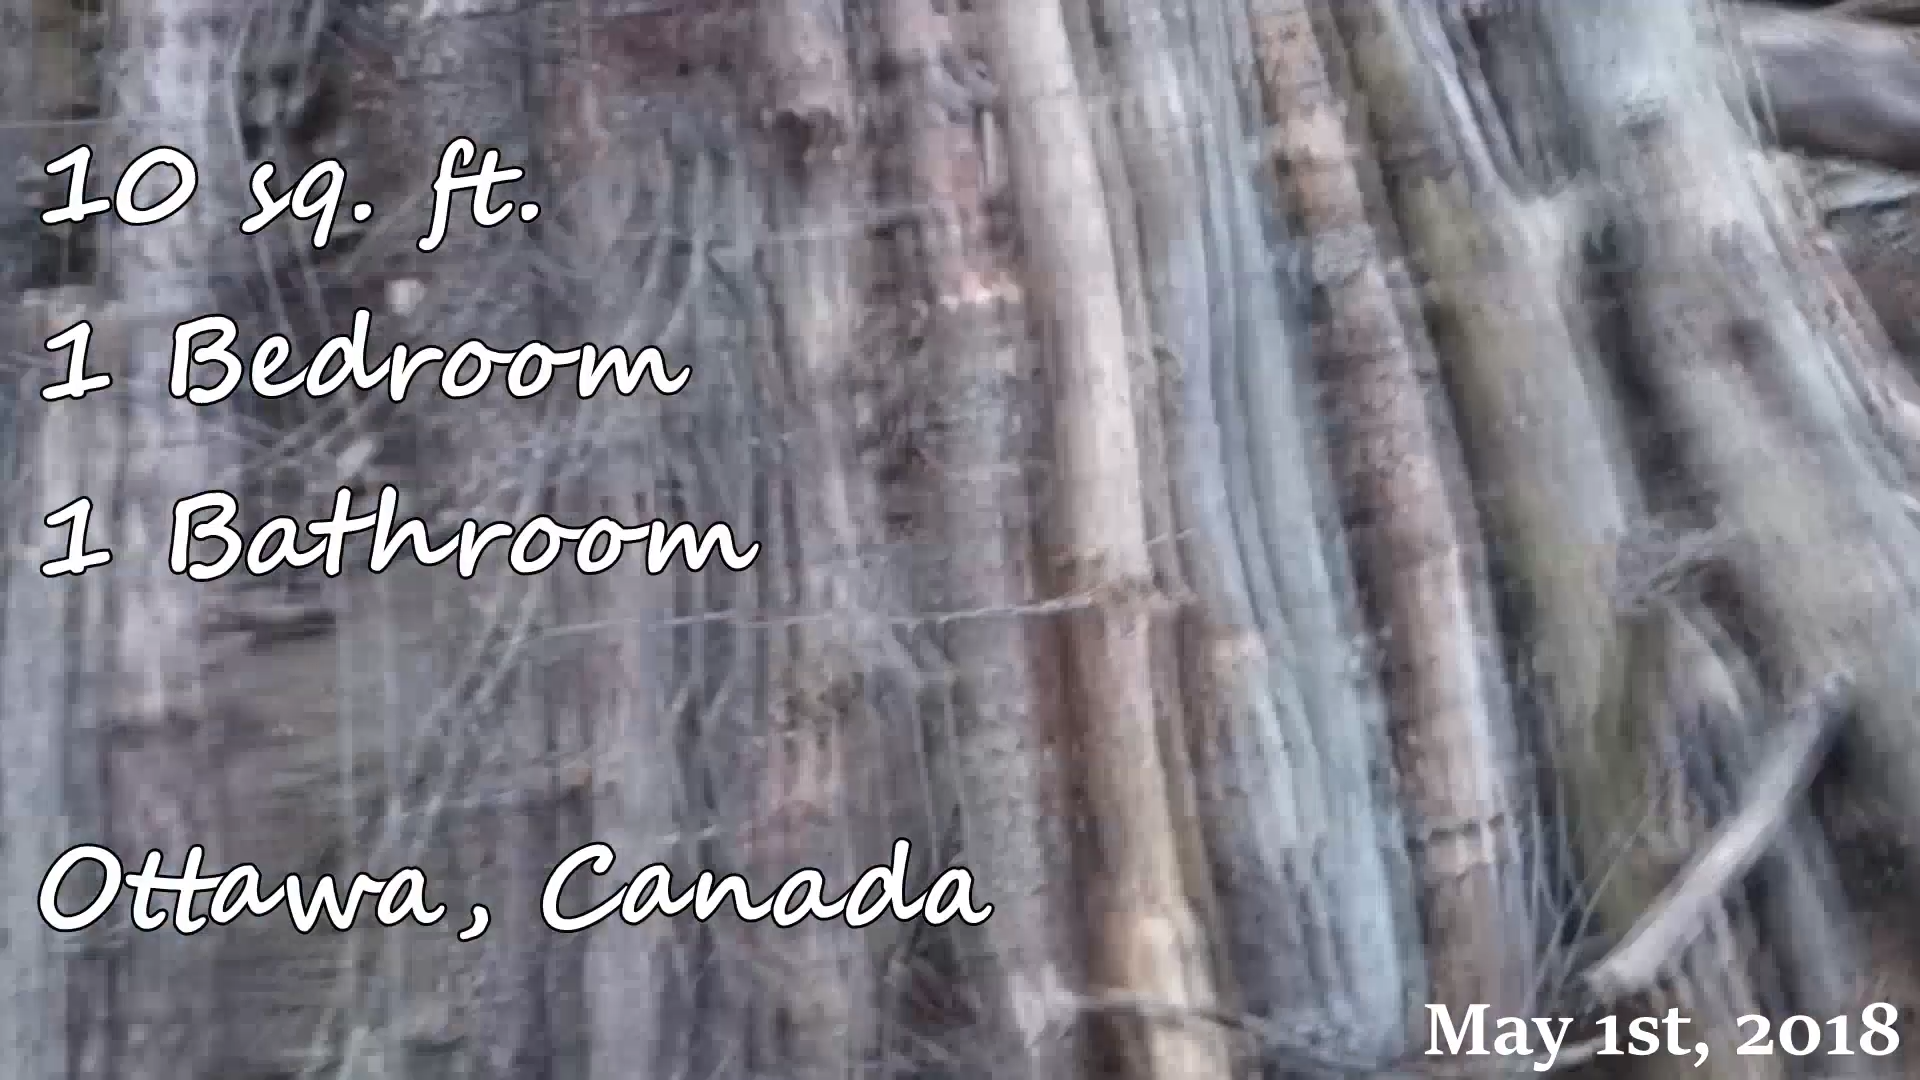 10 sq. ft.
1 Bedroom
1 Bathroom
Ottawa, Canada
May 1st, 2018